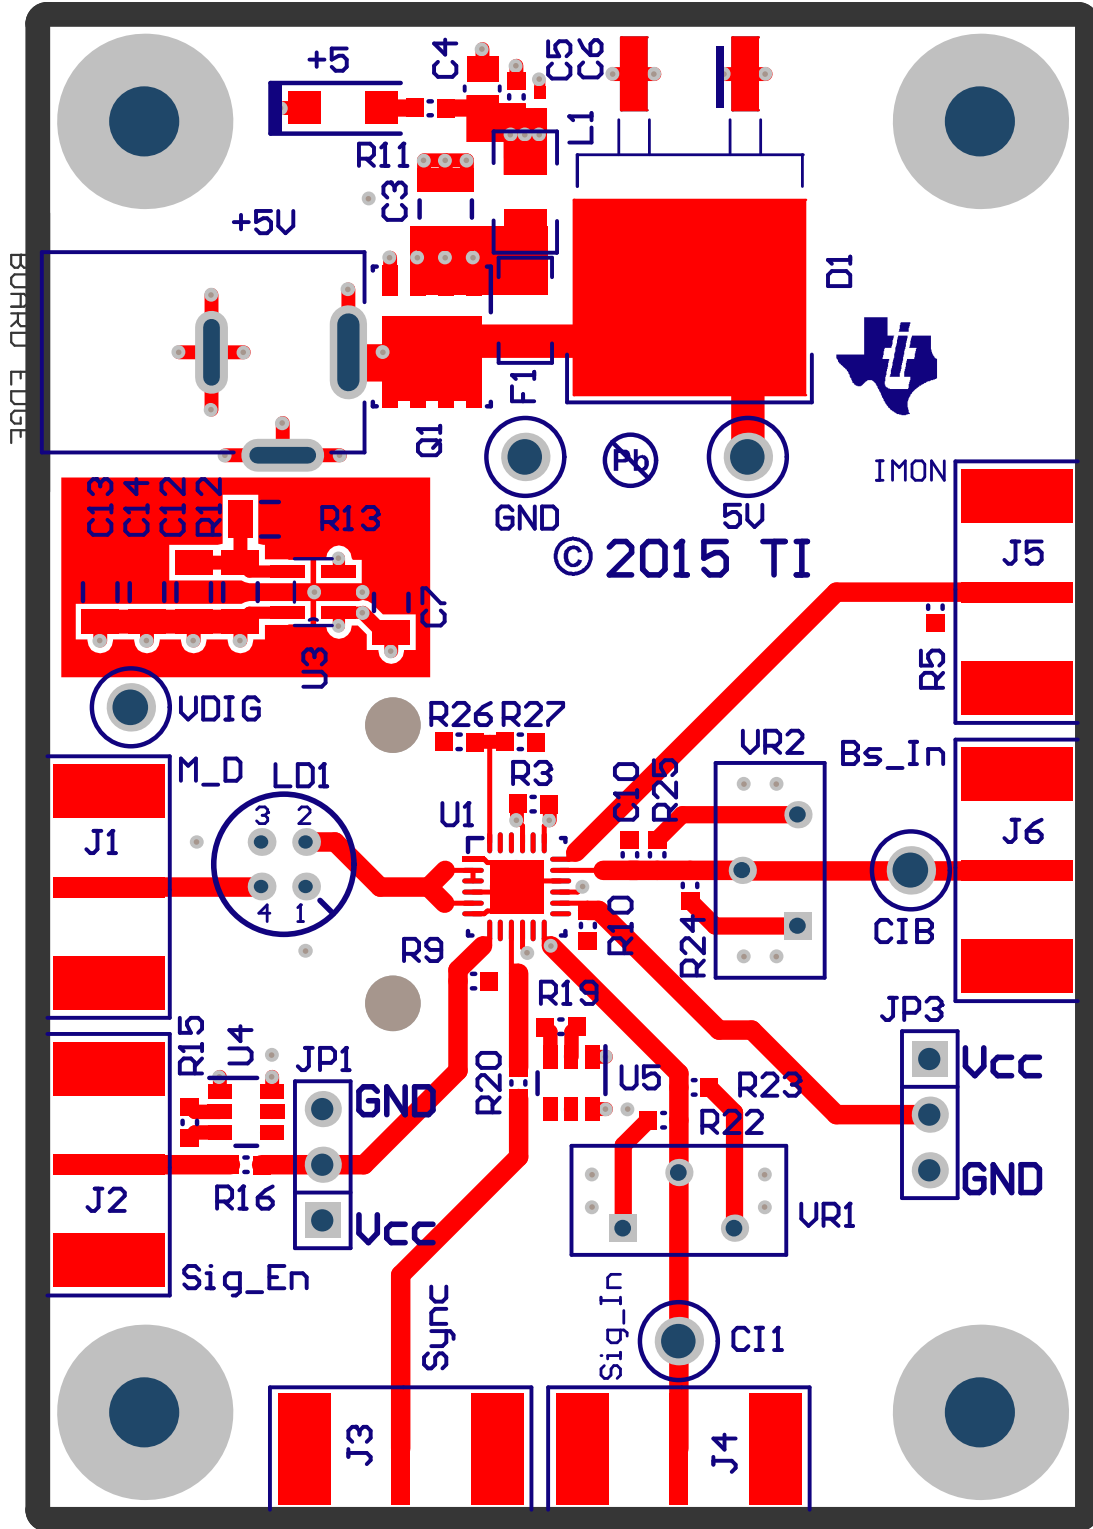 +5
C4
C5
C6
L1
R11
C3
+5V
D1
BOARD EDGE
F1
Q1
Pb
IMON
GND
5V
© 2015 TI
C13
C14
C12
R12
R13
J5
C7
U3
R5
VDIG
R26
R27
VR2
Bs_In
M_D
LD1
R3
C10
R25
U1
3
2
J1
J6
4
1
R10
CIB
R9
R24
R19
JP3
R15
U4
JP1
Vcc
GND
R20
U5
R23
R22
J2
R16
GND
Vcc
VR1
Sig_En
Sync
Sig_In
CI1
J3
J4